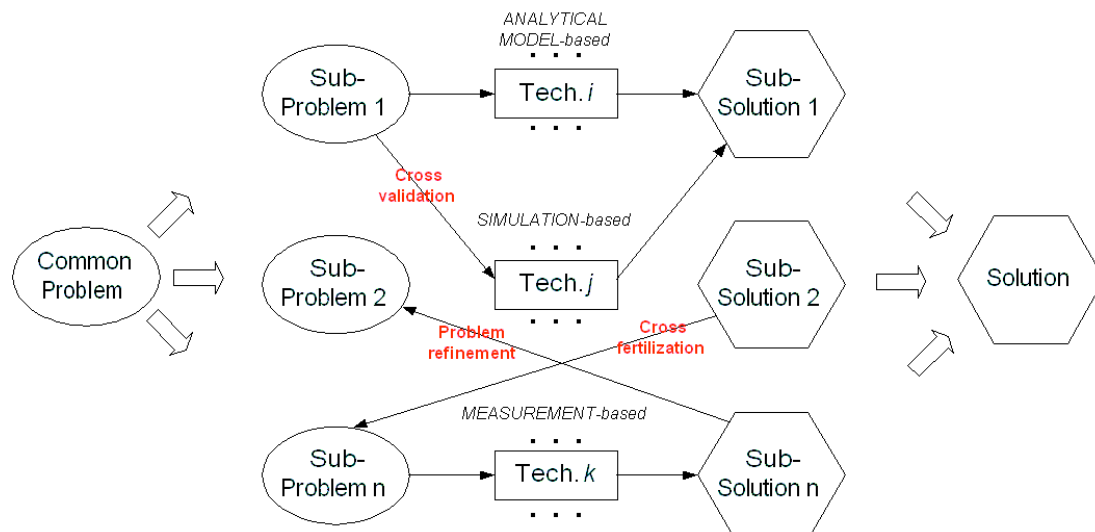 ANALYTICAL
MODEL-based
. . .
Sub-
Problem 1
Tech. i
Sub-
Solution 1
. . .
Cross
validation
SIMULATION-based
. . .
Common
Problem
Sub-
Problem 2
Tech. j
Sub-
Solution 2
Solution
. . .
Problem
refinement
Cross
fertilization
MEASUREMENT-based
. . .
Sub-
Problem n
Tech. k
Sub-
Solution n
. . .